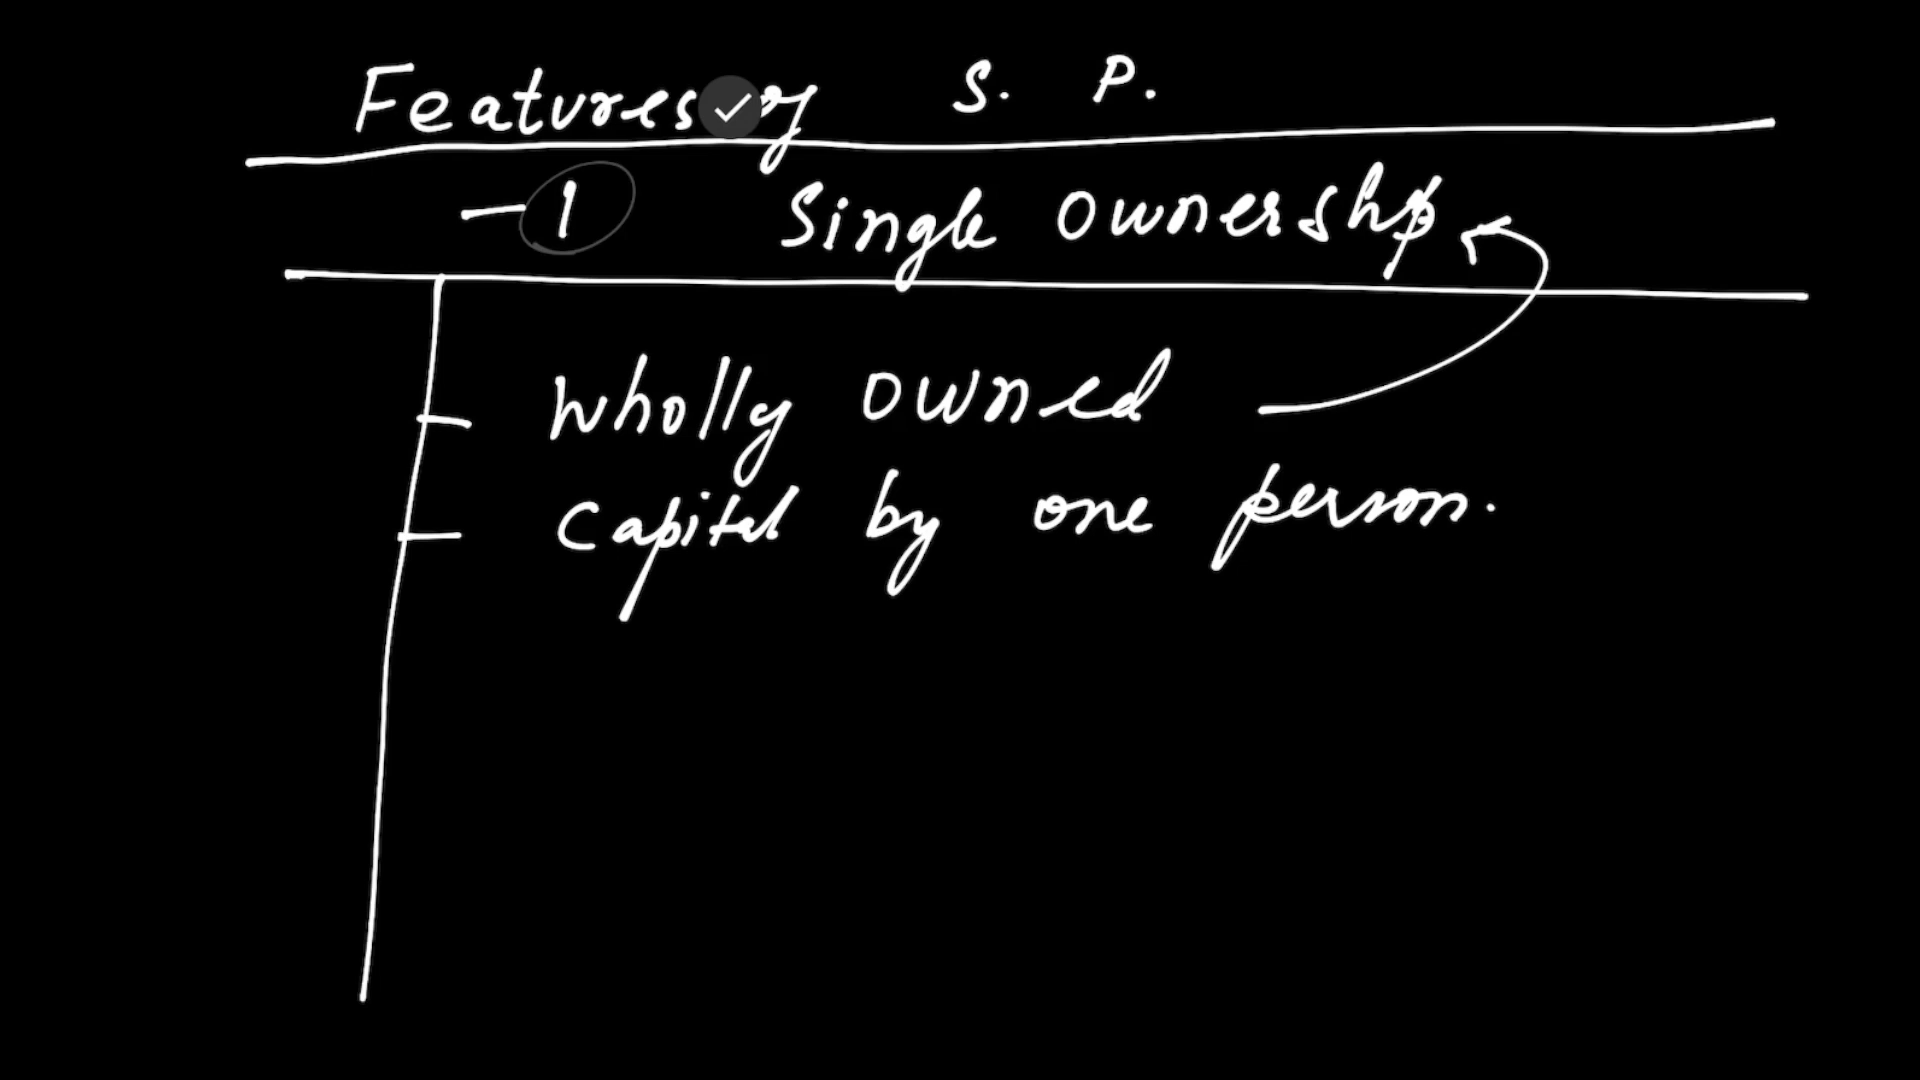 Features of S. P.
- 1 Single ownership
- Wholly owned
- Capital by one person.